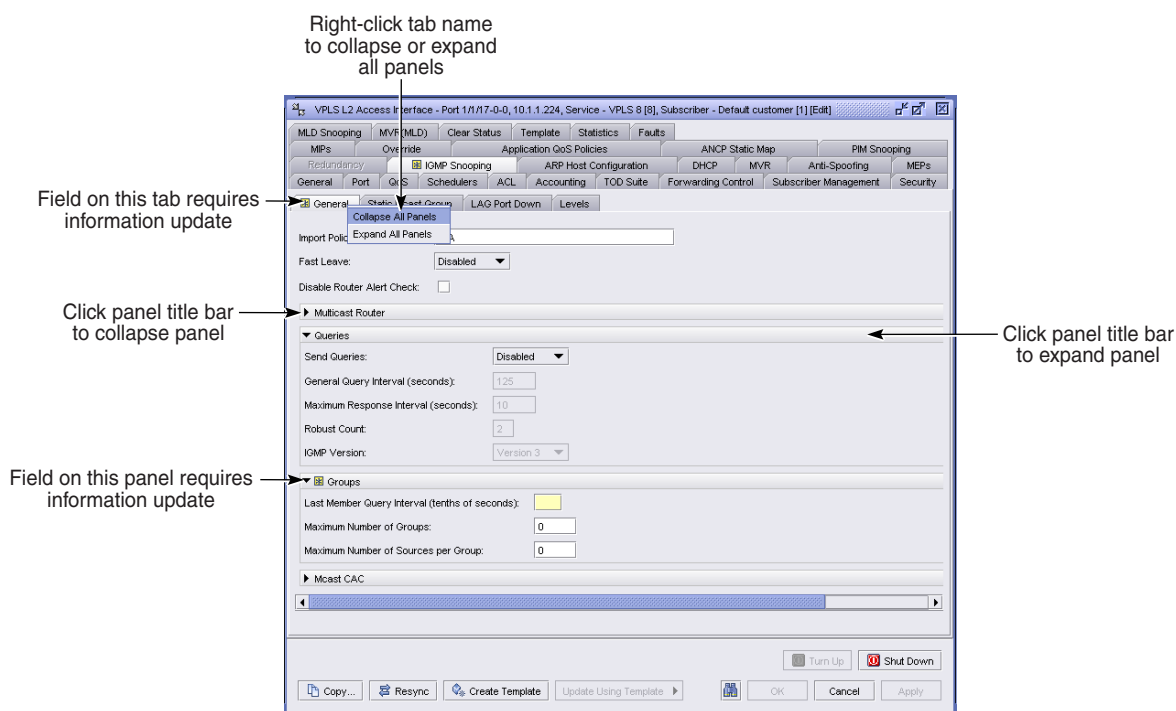 Right-click tab name
to collapse or expand
all panels
VPLS L2 Access Interface - Port 1/1/17-0-0, 10.1.1.224, Service - VPLS 8 [8], Subscriber - Default customer [1] [Edit]
MLD Snooping MVR(MLD) Clear Status Template Statistics Faults
MIPs Override Application QoS Policies ANCP Static Map PIM Snooping
Redundancy IGMP Snooping ARP Host Configuration DHCP MVR Anti-Spoofing MEPs
General Port QoS Schedulers ACL Accounting TOD Suite Forwarding Control Subscriber Management Security
Field on this tab requires
information update
General Static Mcast Group LAG Port Down Levels
Collapse All Panels
Expand All Panels
Import Polic
Fast Leave: Disabled
Disable Router Alert Check:
Click panel title bar
to collapse panel
Multicast Router
Queries
Click panel title bar
to expand panel
Send Queries: Disabled
General Query Interval (seconds): 125
Maximum Response Interval (seconds): 10
Robust Count: 2
IGMP Version: Version 3
Field on this panel requires
information update
Groups
Last Member Query Interval (tenths of seconds):
Maximum Number of Groups: 0
Maximum Number of Sources per Group: 0
Mcast CAC
Turn Up Shut Down
Copy... Resync Create Template Update Using Template OK Cancel Apply